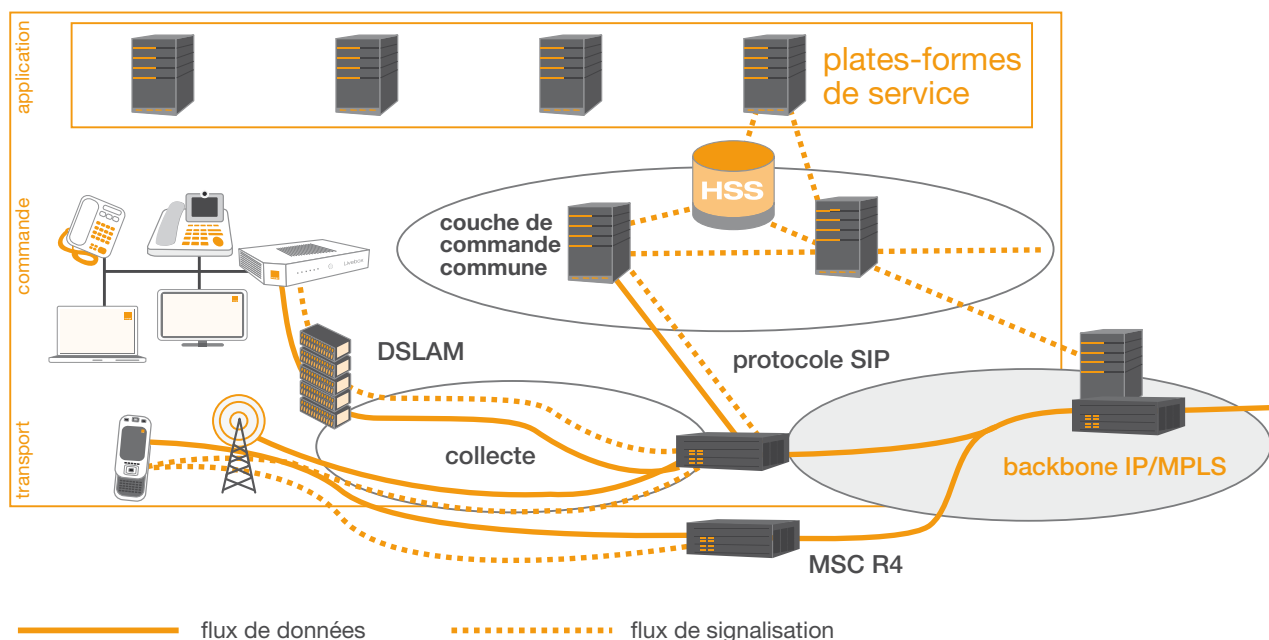 application
plates-formes
de service
HSS
commande
couche de
commande
commune
DSLAM
protocole SIP
transport
collecte
backbone IP/MPLS
MSC R4
flux de données
flux de signalisation